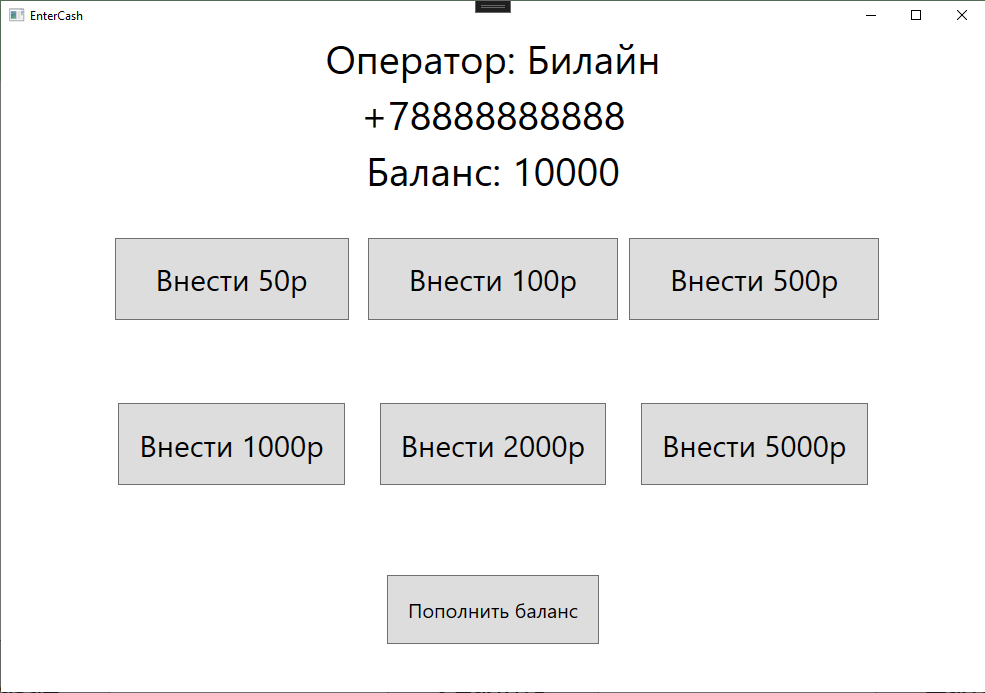 EnterCash
Оператор: Билайн
+78888888888
Баланс: 10000
Внести 50р
Внести 100р
Внести 500р
Внести 1000р
Внести 2000р
Внести 5000р
Пополнить баланс